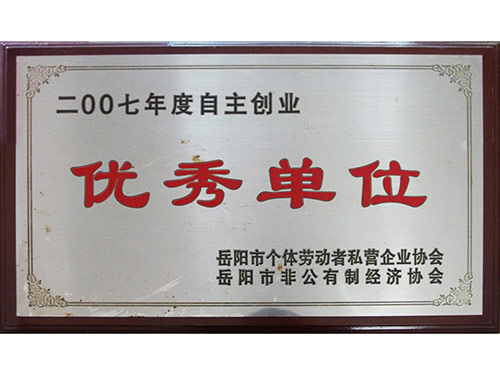 二00七年度自主创业
优秀单位
岳阳市个体劳动者私营企业协会
岳阳市非公有制经济协会